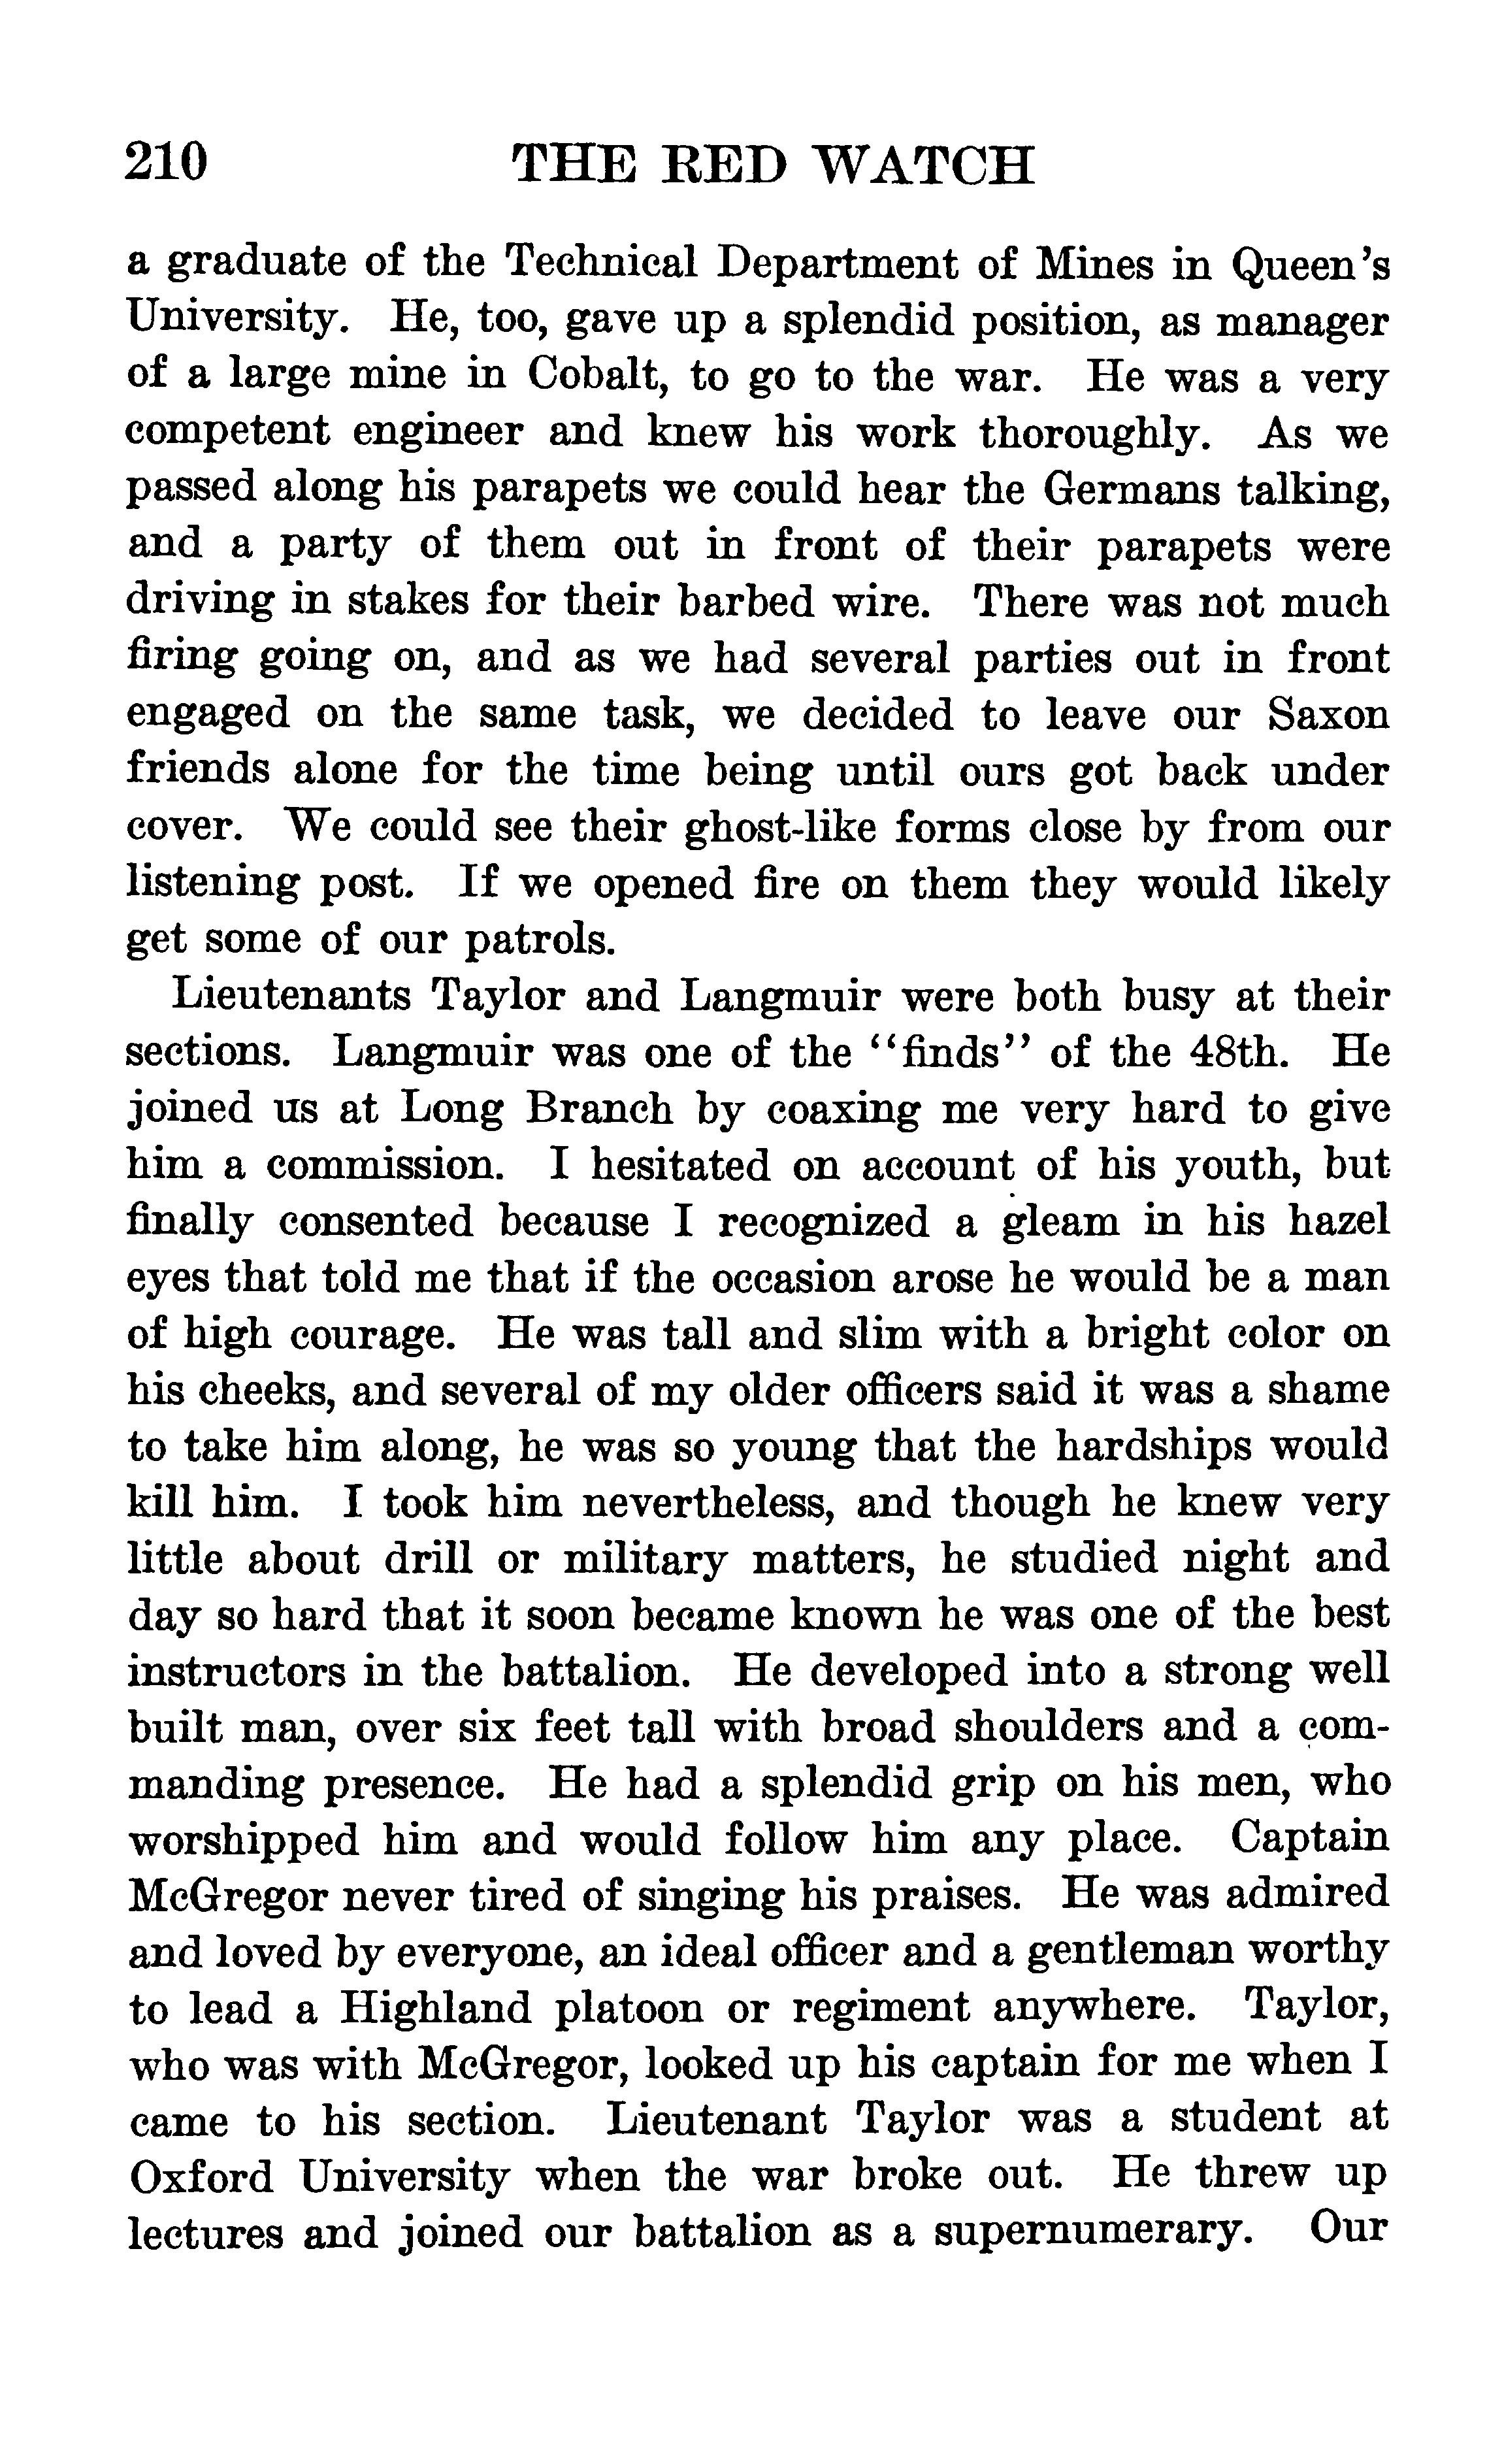 210 THE RED WATCH
a graduate of the Technical Department of Mines in Queen's
University. He, too, gave up a splendid position, as manager
of a large mine in Cobalt, to go to the war. He was a very
competent engineer and knew his work thoroughly. As we
passed along his parapets we could hear the Germans talking,
and a party of them out in front of their parapets were
driving in stakes for their barbed wire. There was not much
firing going on, and as we had several parties out in front
engaged on the same task, we decided to leave our Saxon
friends alone for the time being until ours got back under
cover. We could see their ghost-like forms close by from our
listening post. If we opened fire on them they would likely
get some of our patrols.
Lieutenants Taylor and Langmuir were both busy at their
sections. Langmuir was one of the "finds" of the 48th. He
joined us at Long Branch by coaxing me very hard to give
him a commission. I hesitated on account of his youth, but
finally consented because I recognized a gleam in his hazel
eyes that told me that if the occasion arose he would be a man
of high courage. He was tall and slim with a bright color on
his cheeks, and several of my older officers said it was a shame
to take him along, he was so young that the hardships would
kill him. I took him nevertheless, and though he knew very
little about drill or military matters, he studied night and
day so hard that it soon became known he was one of the best
instructors in the battalion. He developed into a strong well
built man, over six feet tall with broad shoulders and a com-
manding presence. He had a splendid grip on his men, who
worshipped him and would follow him any place. Captain
McGregor never tired of singing his praises. He was admired
and loved by everyone, an ideal officer and a gentleman worthy
to lead a Highland platoon or regiment anywhere. Taylor,
who was with McGregor, looked up his captain for me when I
came to his section. Lieutenant Taylor was a student at
Oxford University when the war broke out. He threw up
lectures and joined our battalion as a supernumerary. Our